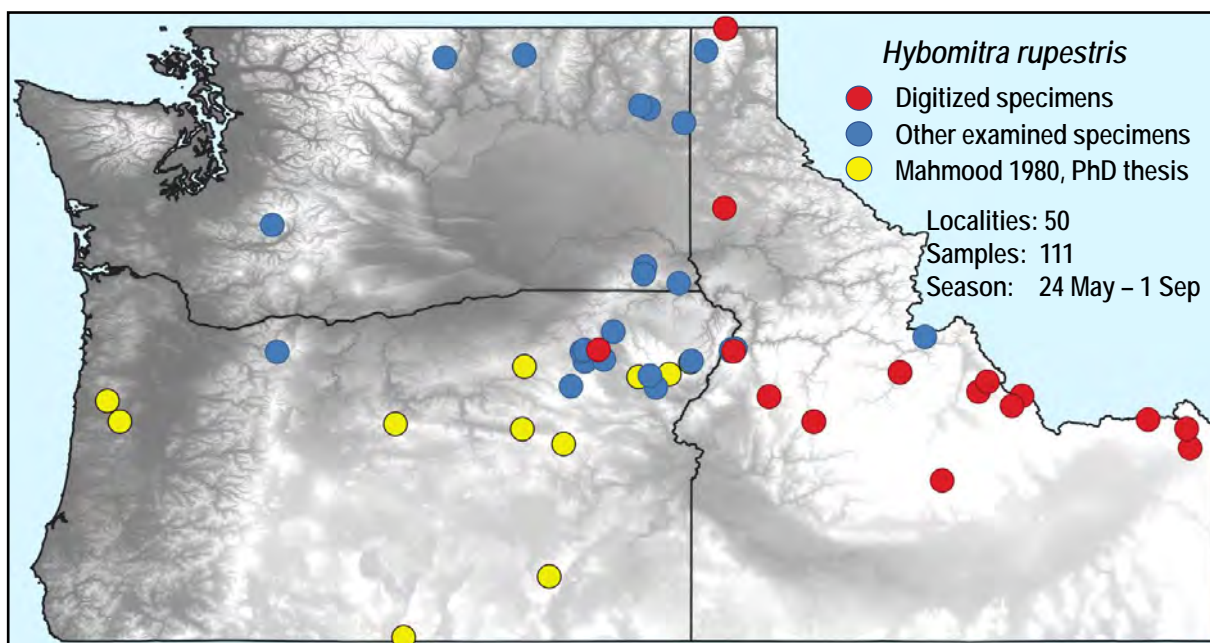 Hybomitra rupestris
Digitized specimens
Other examined specimens
Mahmood 1980, PhD thesis
Localities: 50
Samples: 111
Season: 24 May – 1 Sep